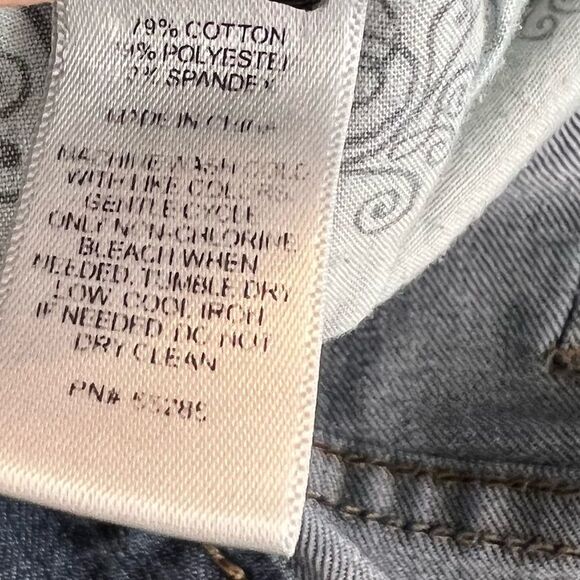 79% COTTON
% POLYESTER
% SPANDEX
MADE IN CHINA
MACHINE WASH COLD
WITH LIKE COLORS
GENTLE CYCLE
ONLY NON-CHLORINE
BLEACH WHEN
NEEDED, TUMBLE DRY
LOW, COOL IRON
IF NEEDED, DO NOT
DRY CLEAN
PN#